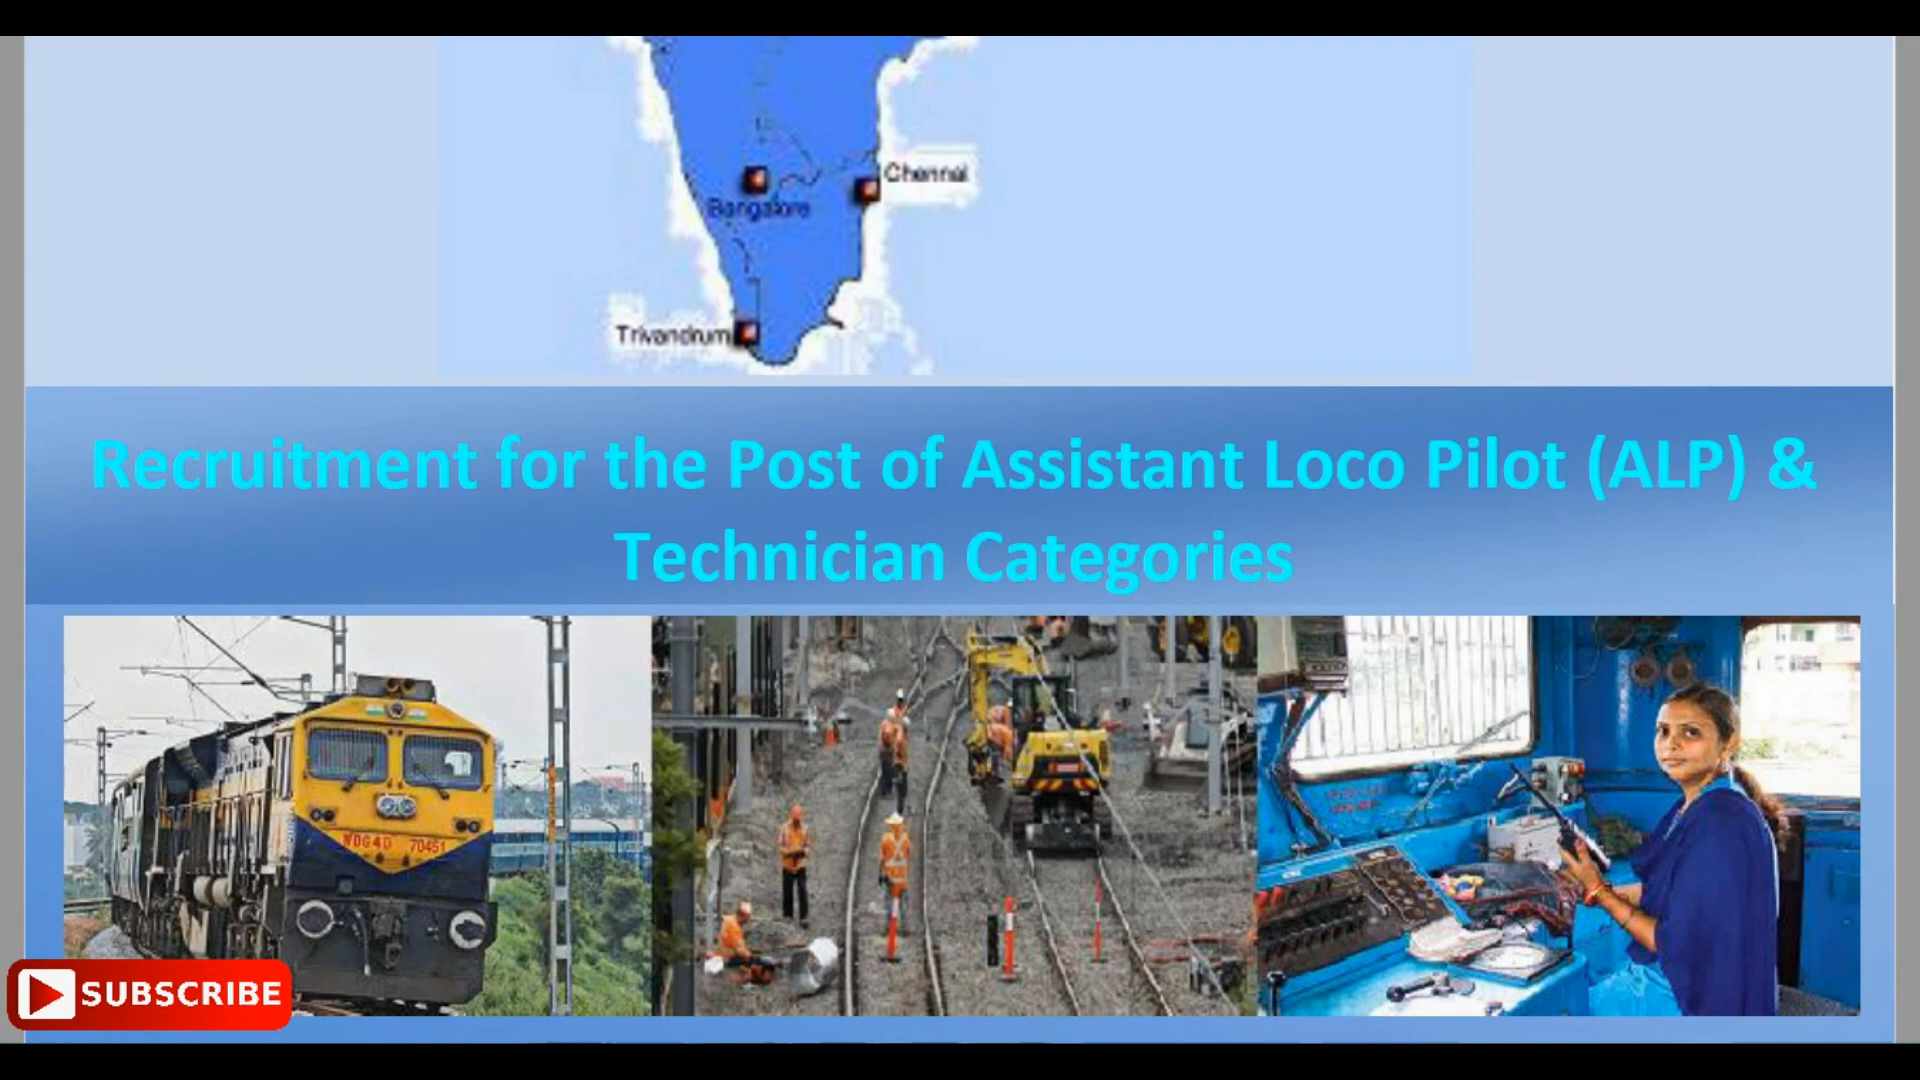 Chennai
Bangalore
Trivandrum
Recruitment for the Post of Assistant Loco Pilot (ALP) &
Technician Categories
WDG4D 70451
SUBSCRIBE